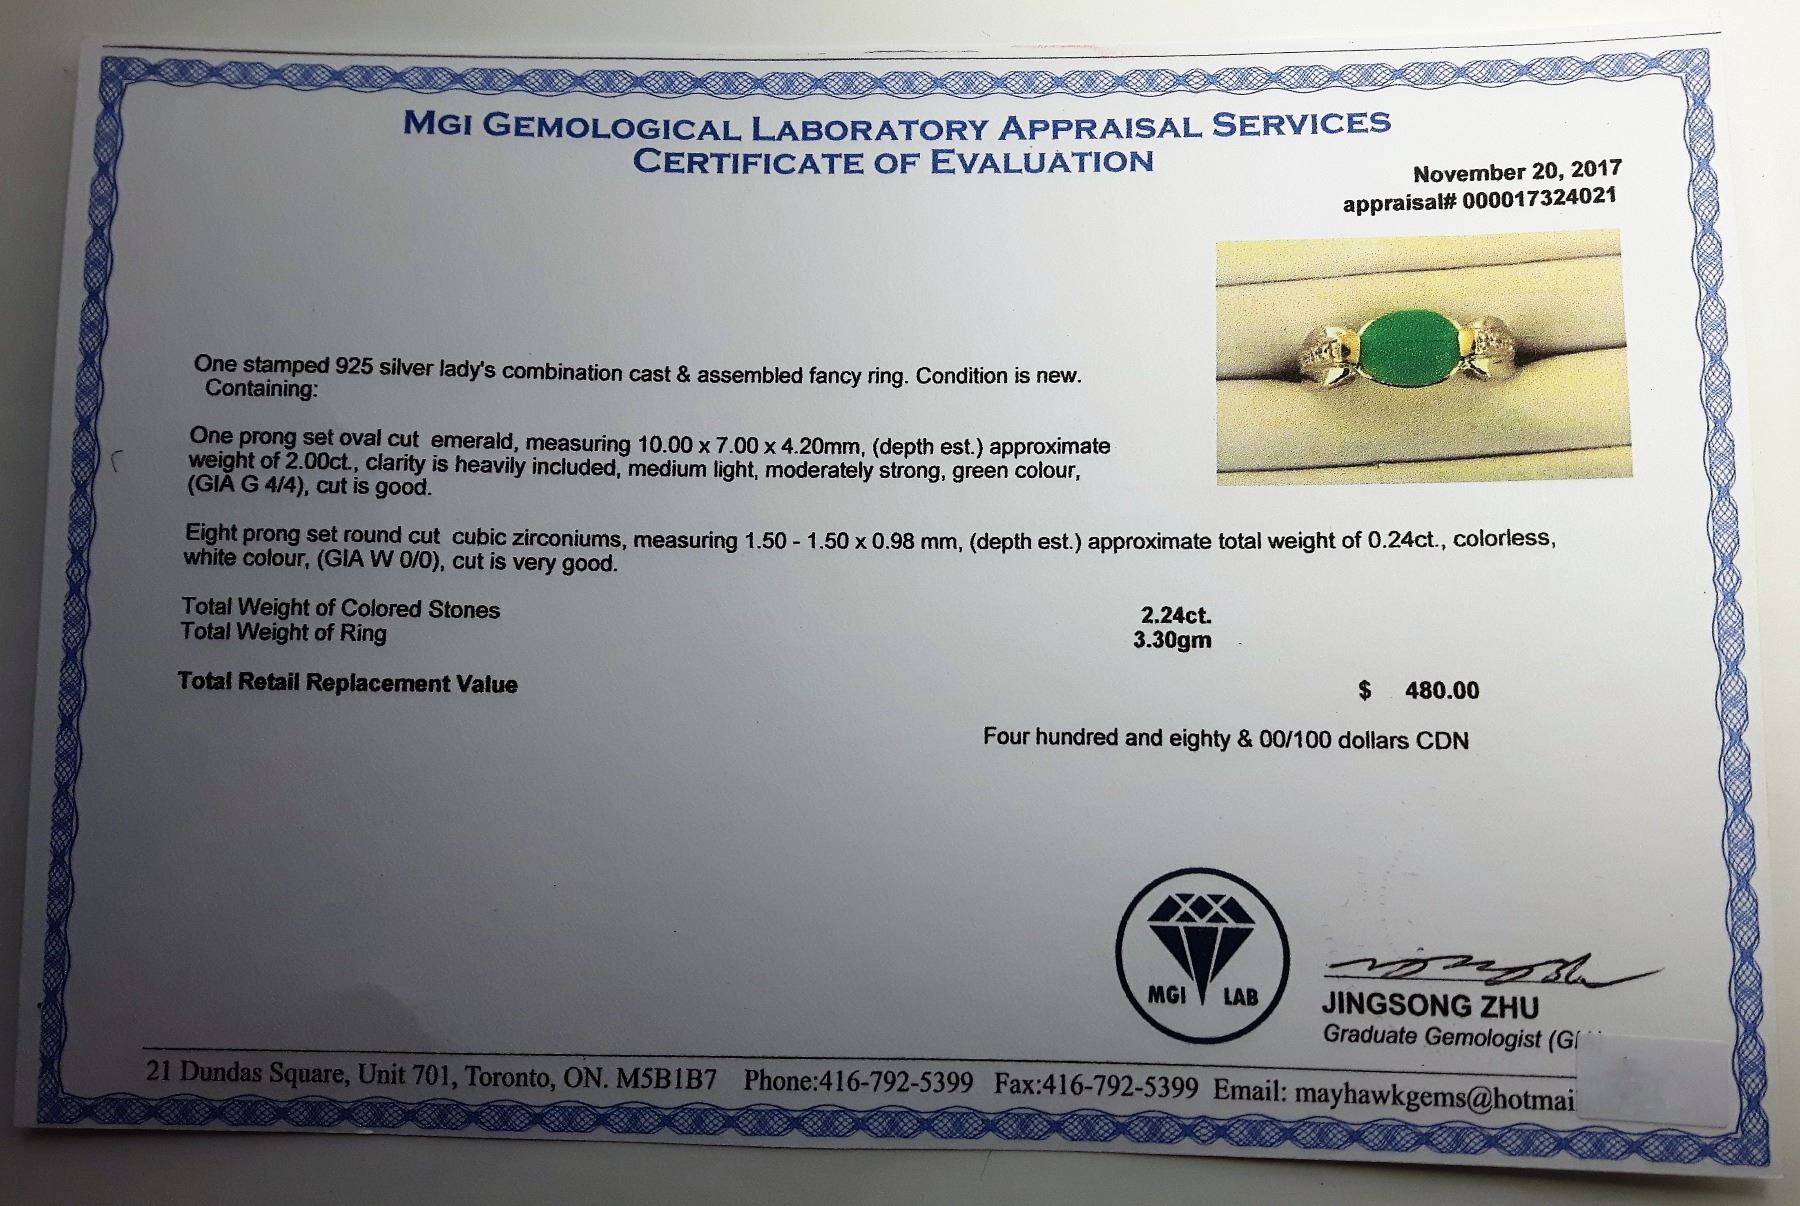 MGI GEMOLOGICAL LABORATORY APPRAISAL SERVICES
CERTIFICATE OF EVALUATION
November 20, 2017
appraisal# 000017324021
One stamped 925 silver lady's combination cast & assembled fancy ring. Condition is new.
Containing:
One prong set oval cut emerald, measuring 10.00 x 7.00 x 4.20mm, (depth est.) approximate
weight of 2.00ct., clarity is heavily included, medium light, moderately strong, green colour,
(GIA G 4/4), cut is good.
Eight prong set round cut cubic zirconiums, measuring 1.50 - 1.50 x 0.98 mm, (depth est.) approximate total weight of 0.24ct., colorless,
white colour, (GIA W 0/0), cut is very good.
Total Weight of Colored Stones 2.24ct.
Total Weight of Ring 3.30gm
Total Retail Replacement Value $ 480.00
Four hundred and eighty & 00/100 dollars CDN
MGI LAB
JINGSONG ZHU
Graduate Gemologist (GI
21 Dundas Square, Unit 701, Toronto, ON. M5B1B7 Phone:416-792-5399 Fax:416-792-5399 Email: mayhawkgems@hotmai